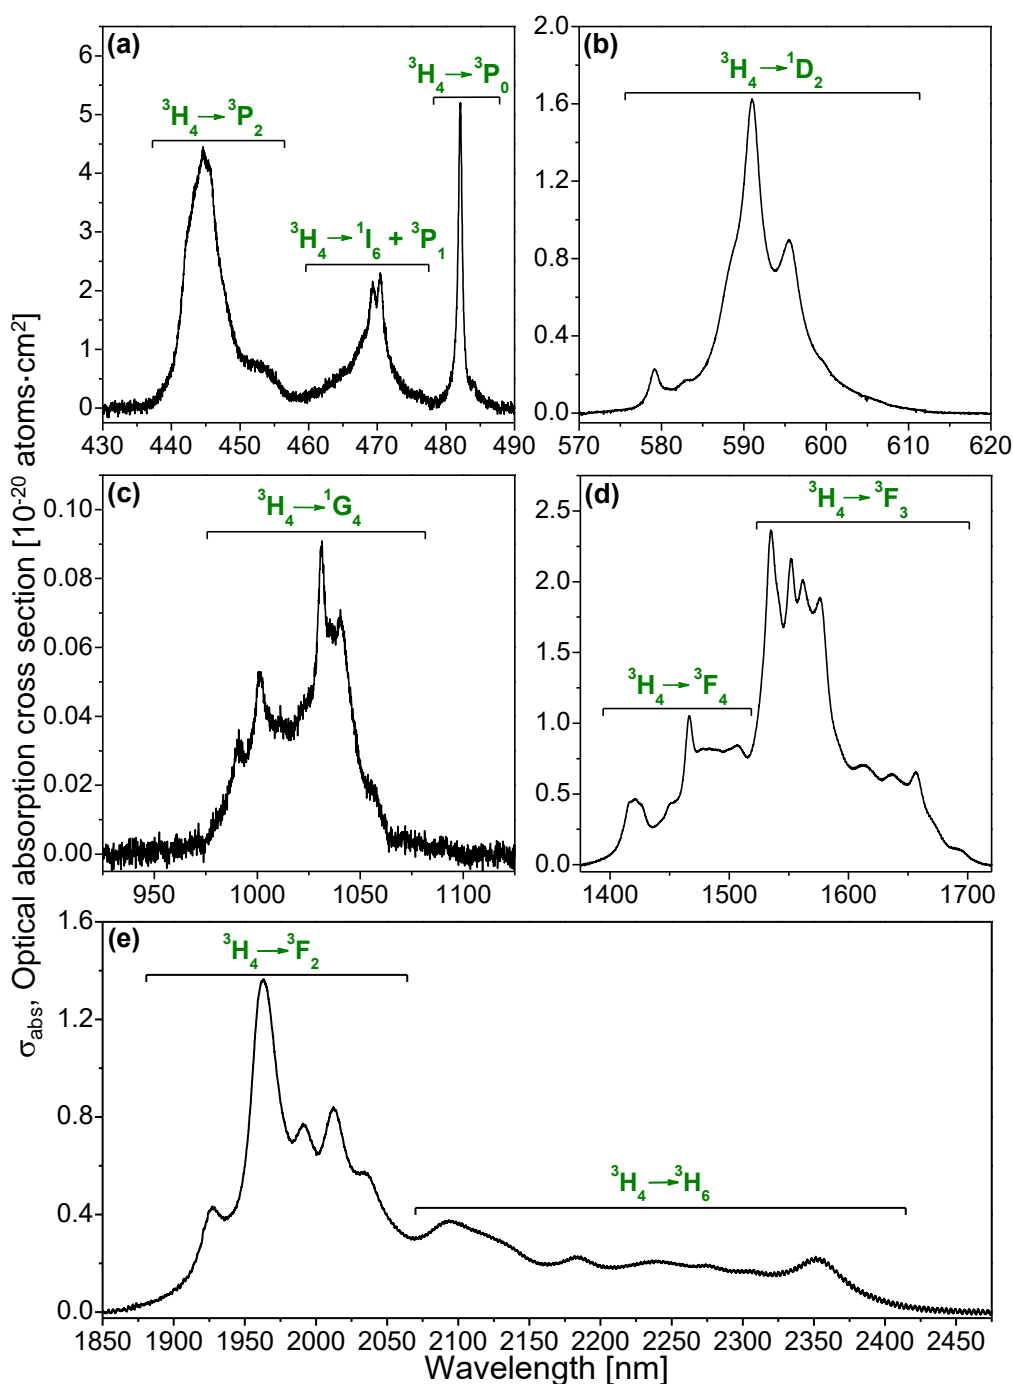 σabs, Optical absorption cross section [10⁻²⁰ atoms·cm²]
(a)
³H₄→³P₂
³H₄→¹I₆ + ³P₁
³H₄→³P₀
6
5
4
3
2
1
0
430 440 450 460 470 480 490
(b)
³H₄→¹D₂
2.0
1.6
1.2
0.8
0.4
0.0
570 580 590 600 610 620
(c)
³H₄→¹G₄
0.10
0.08
0.06
0.04
0.02
0.00
950 1000 1050 1100
(d)
³H₄→³F₃
³H₄→³F₄
2.5
2.0
1.5
1.0
0.5
0.0
1400 1500 1600 1700
(e)
³H₄→³F₂
³H₄→³H₆
1.6
1.2
0.8
0.4
0.0
1850 1900 1950 2000 2050 2100 2150 2200 2250 2300 2350 2400 2450
Wavelength [nm]